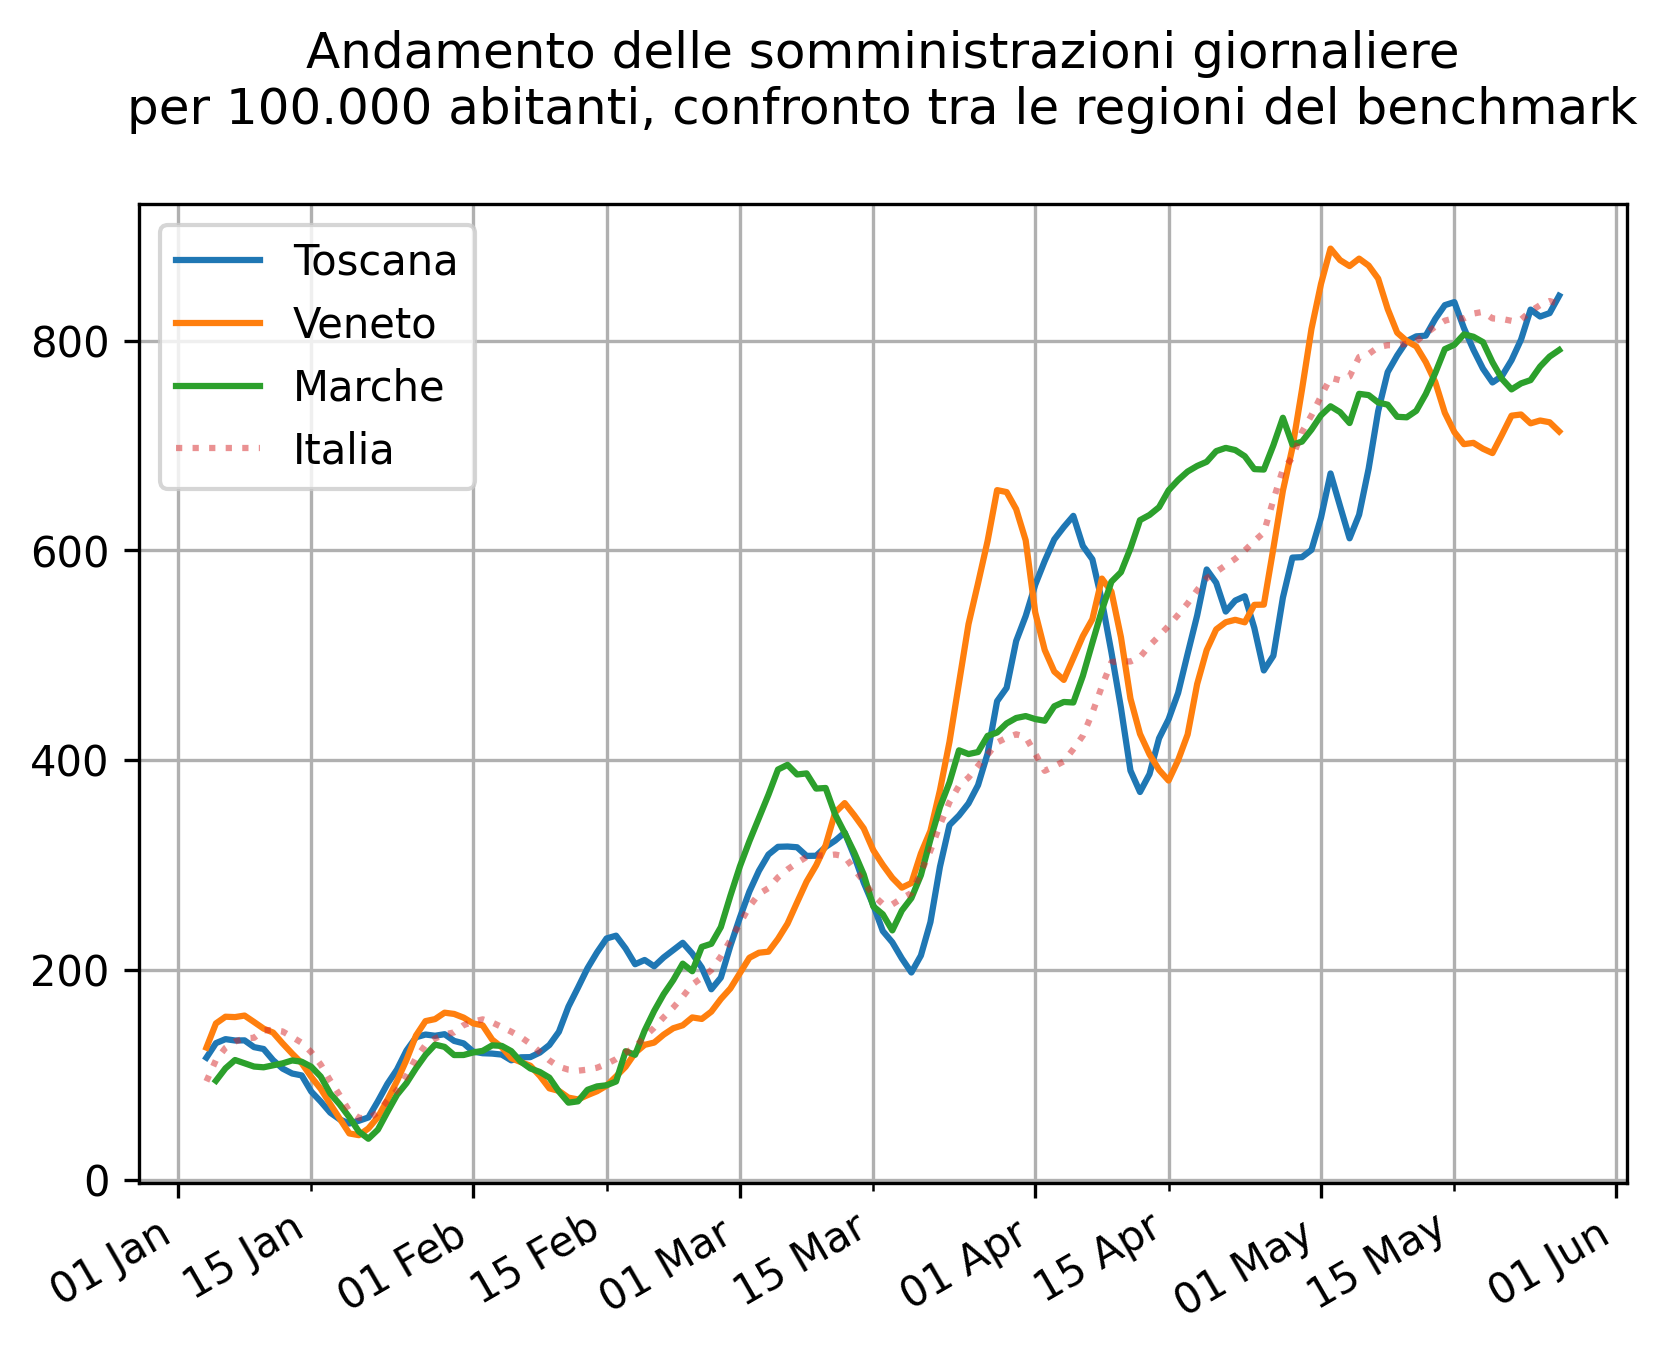 Andamento delle somministrazioni giornaliere
per 100.000 abitanti, confronto tra le regioni del benchmark
Toscana
Veneto
Marche
Italia
800
600
400
200
0
01 Jan
15 Jan
01 Feb
15 Feb
01 Mar
15 Mar
01 Apr
15 Apr
01 May
15 May
01 Jun